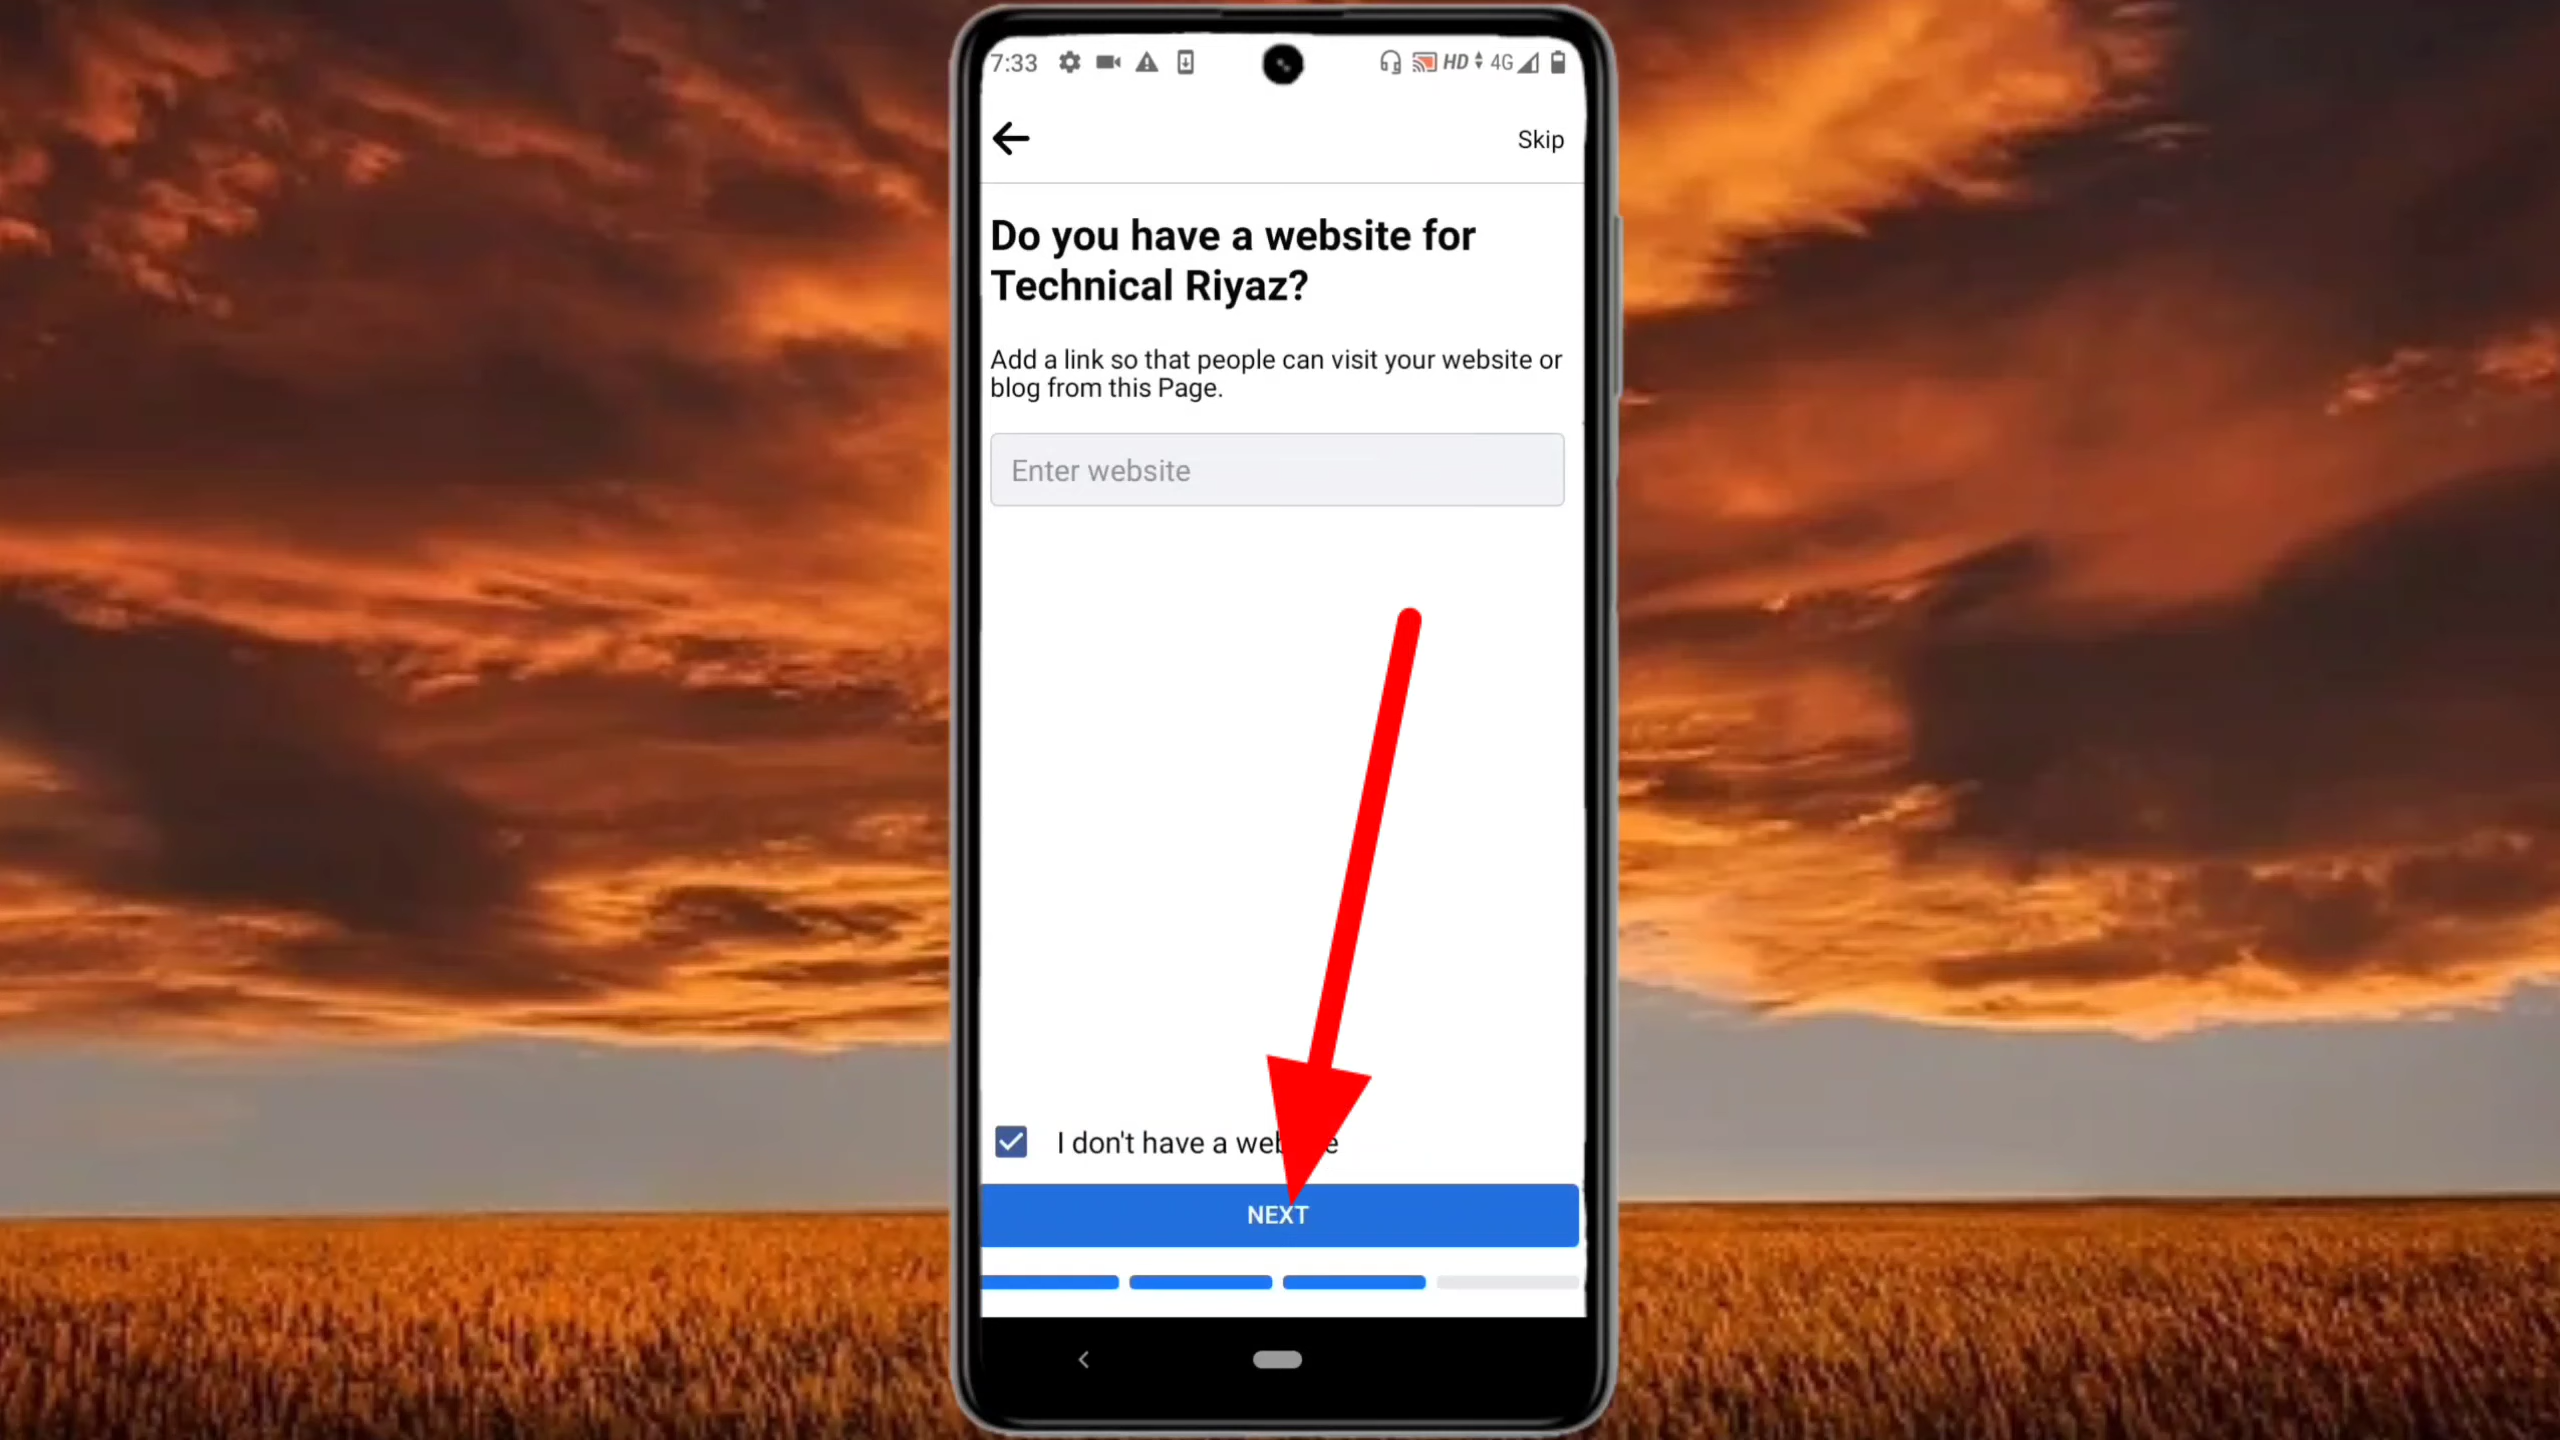 7:33 HD 4G
Skip
Do you have a website for
Technical Riyaz?
Add a link so that people can visit your website or
blog from this Page.
Enter website
I don't have a
NEXT